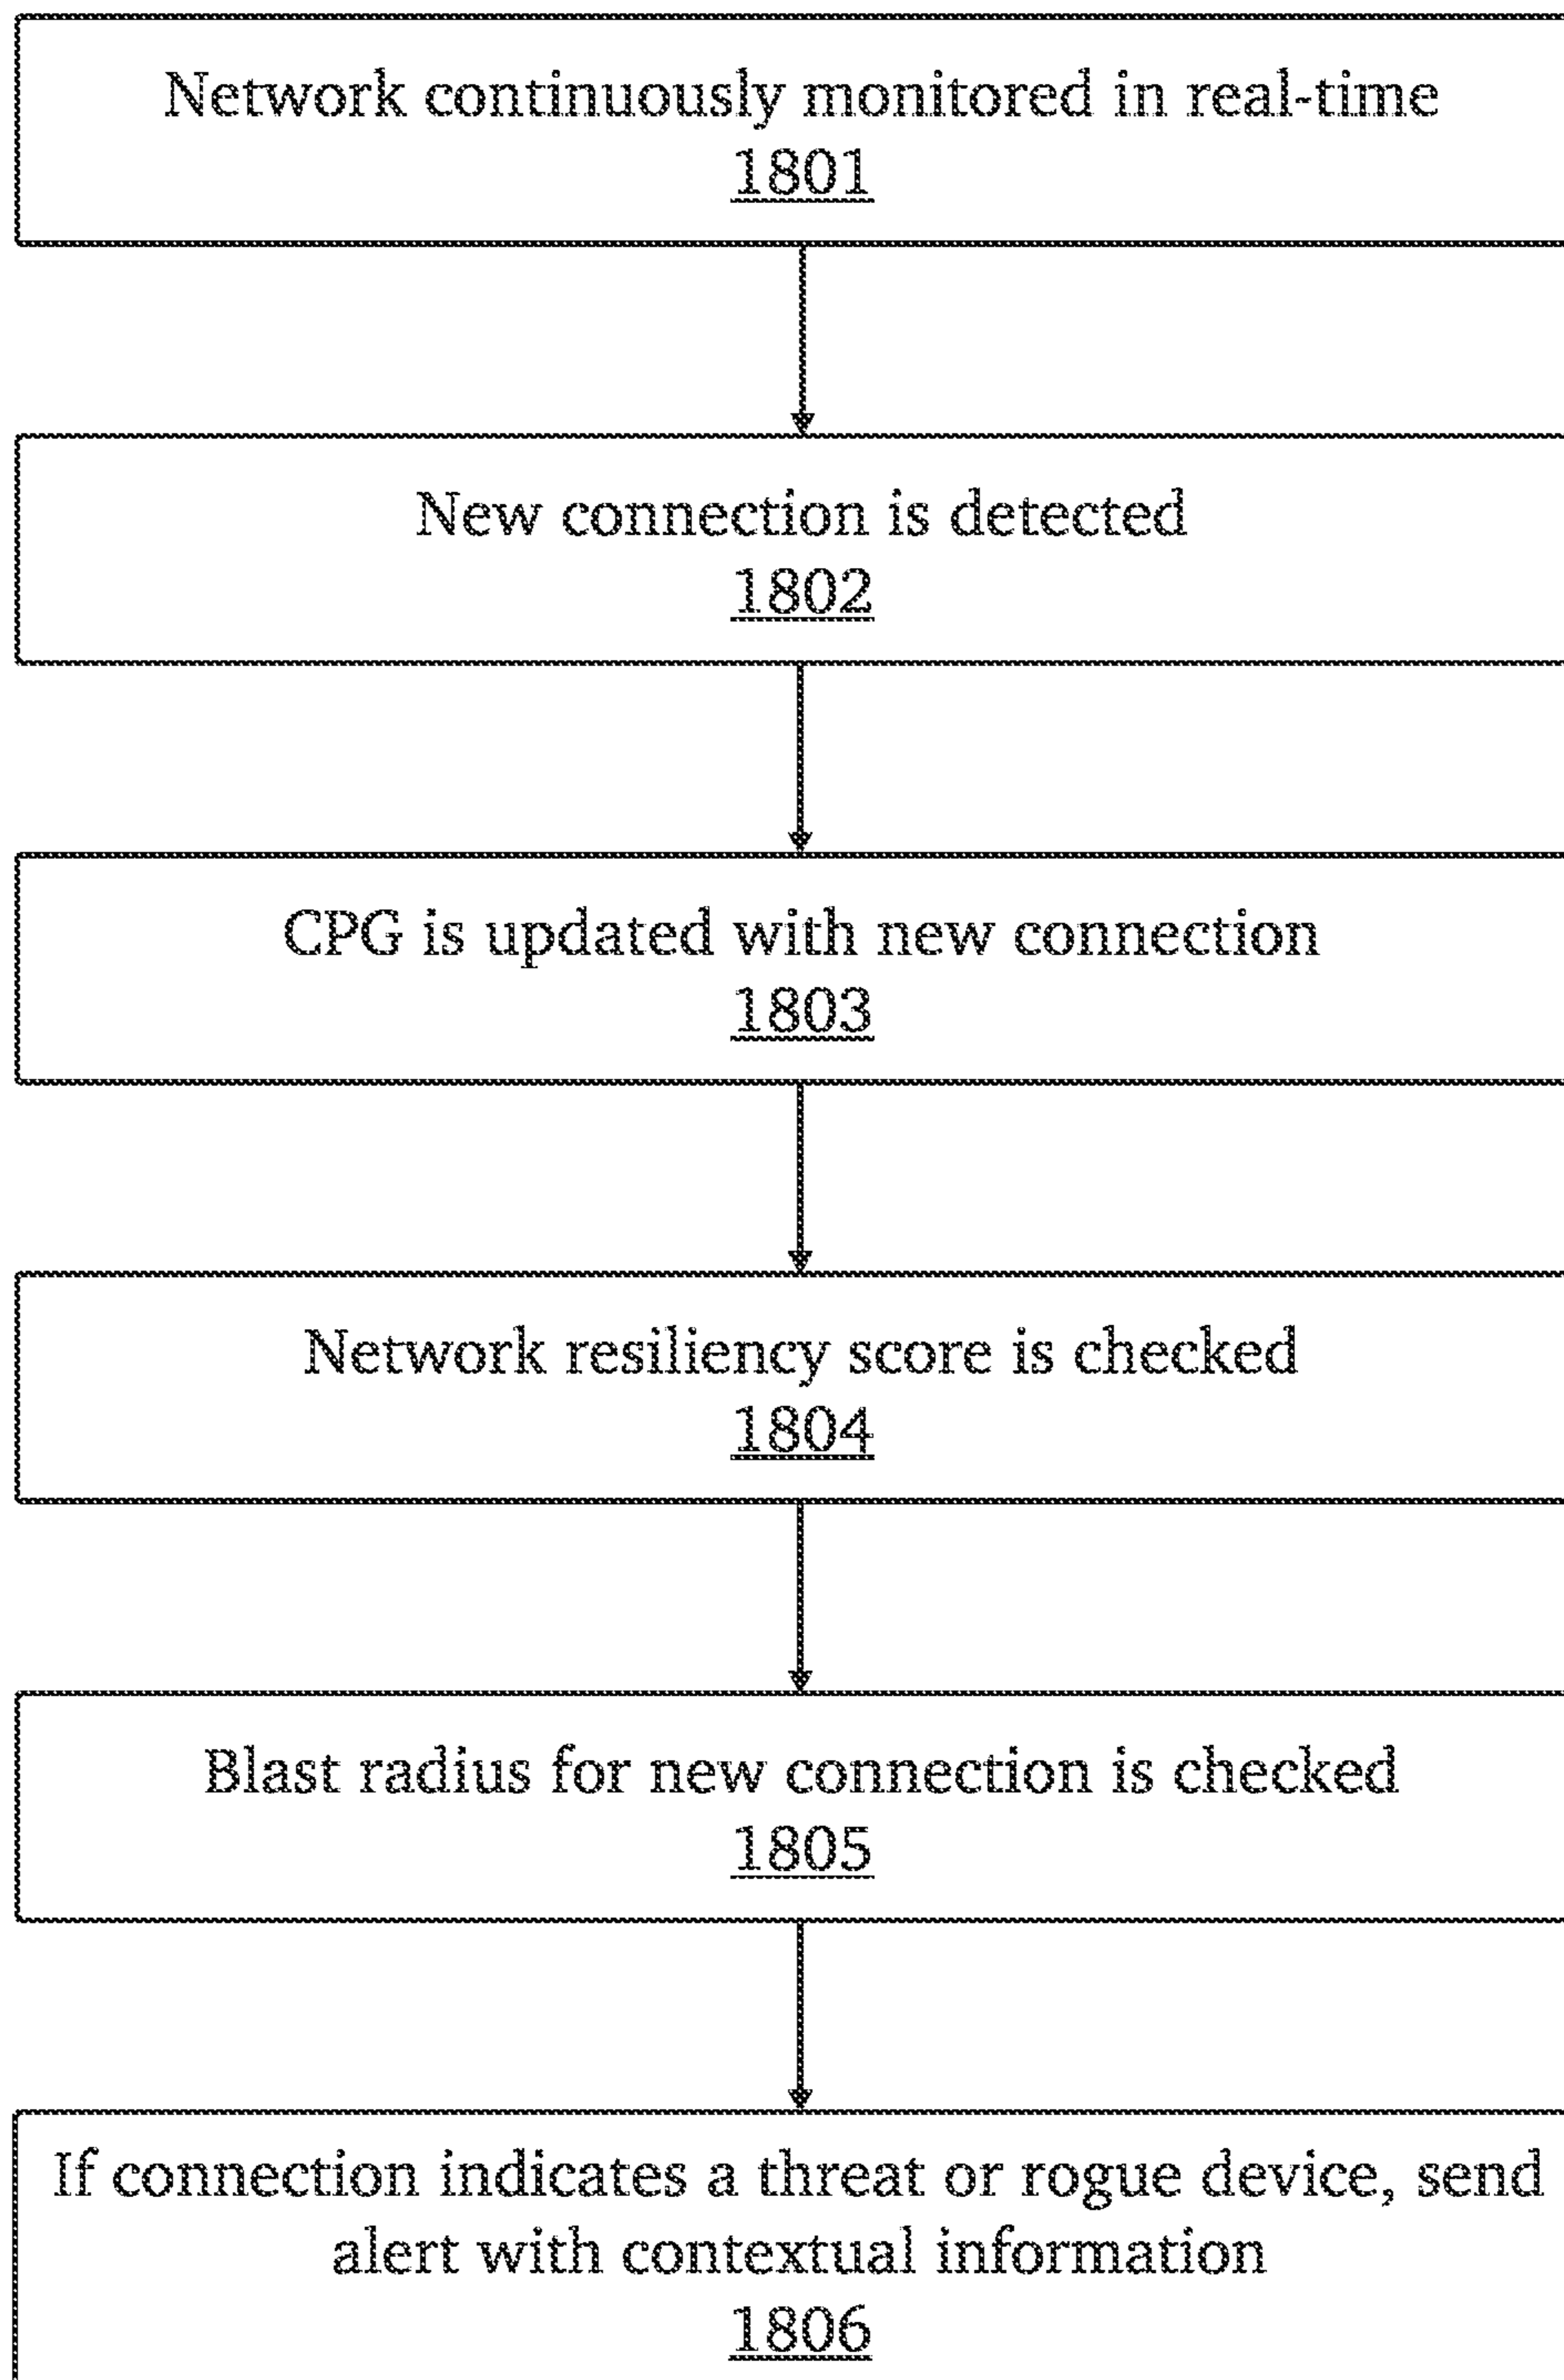 Network continuously monitored in real-time
1801
New connection is detected
1802
CPG is updated with new connection
1803
Network resiliency score is checked
1804
Blast radius for new connection is checked
1805
If connection indicates a threat or rogue device, send
alert with contextual information
1806